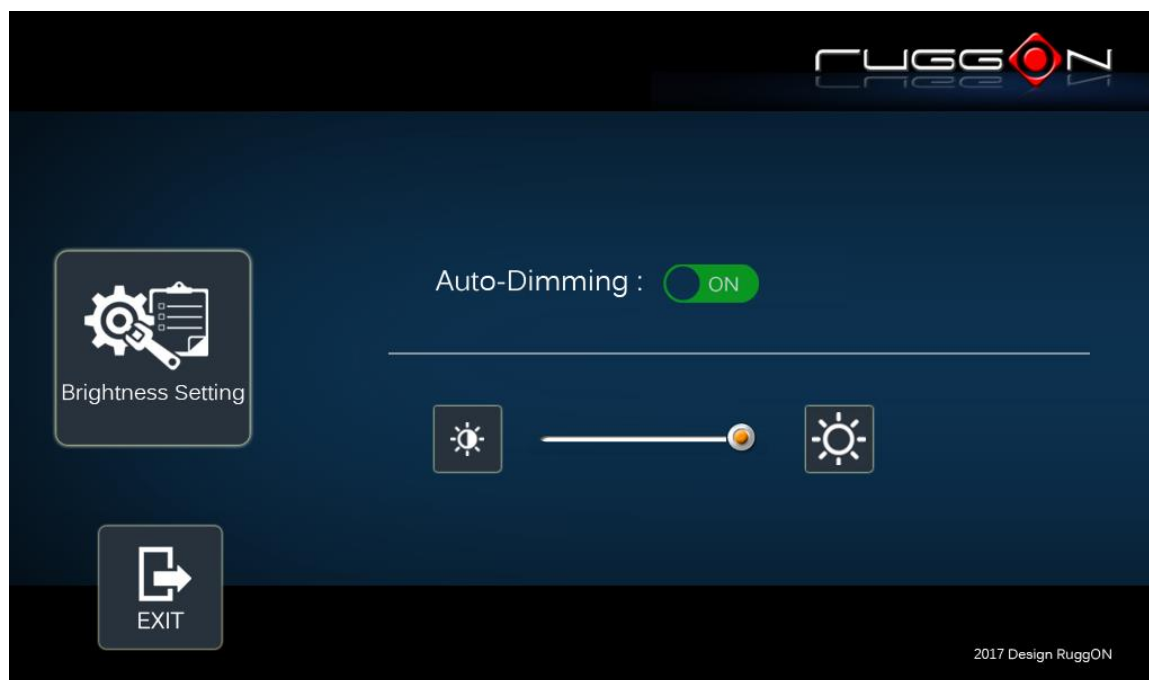 ruggON
Auto-Dimming :  ON
Brightness Setting
EXIT
2017 Design RuggON